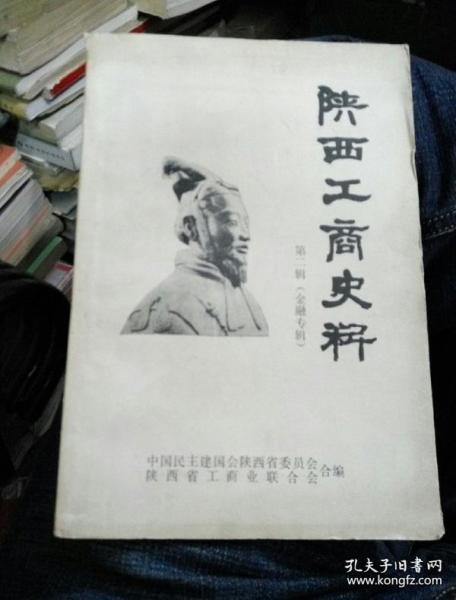 陕西工商史料
第二辑（金融专辑）
中国民主建国会陕西省委员会
陕西省工商业联合会
合编
孔夫子旧书网
www.kongfz.com